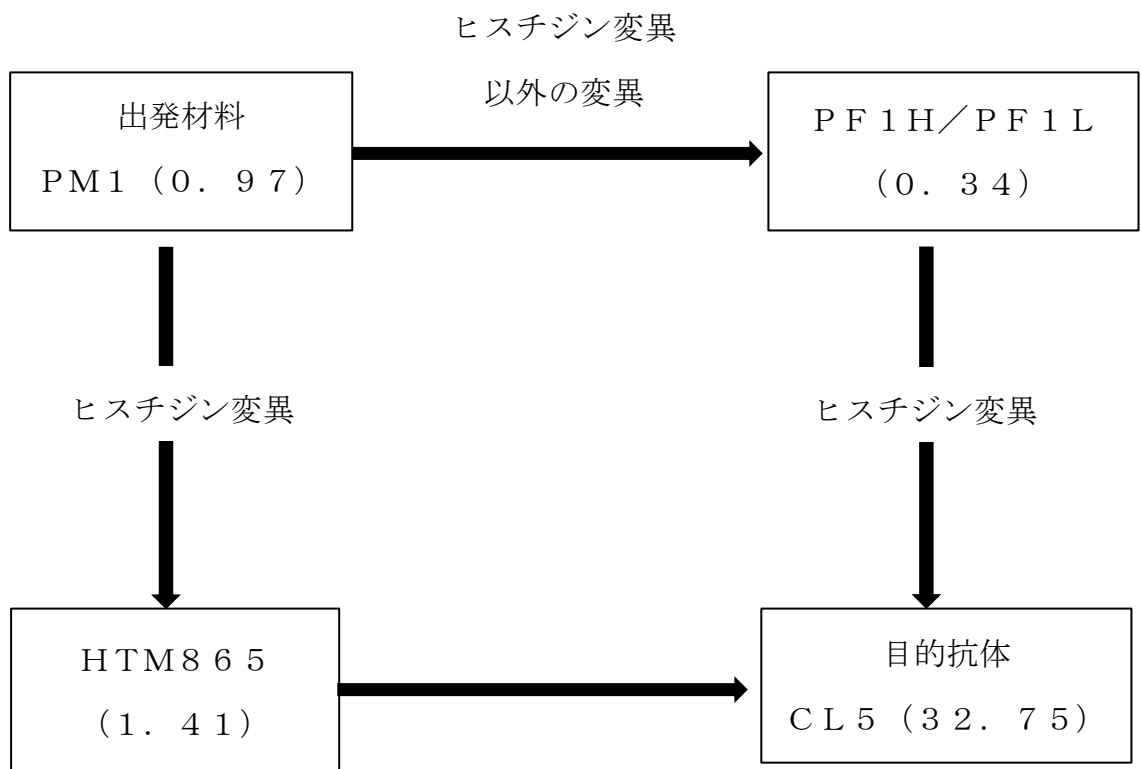 ヒスチジン変異
以外の変異
出発材料
PM1（0．97）
ＰＦ１Ｈ／ＰＦ１Ｌ
（０．３４）
ヒスチジン変異
ヒスチジン変異
HTM８６５
（１．４１）
目的抗体
ＣＬ５（３２．７５）